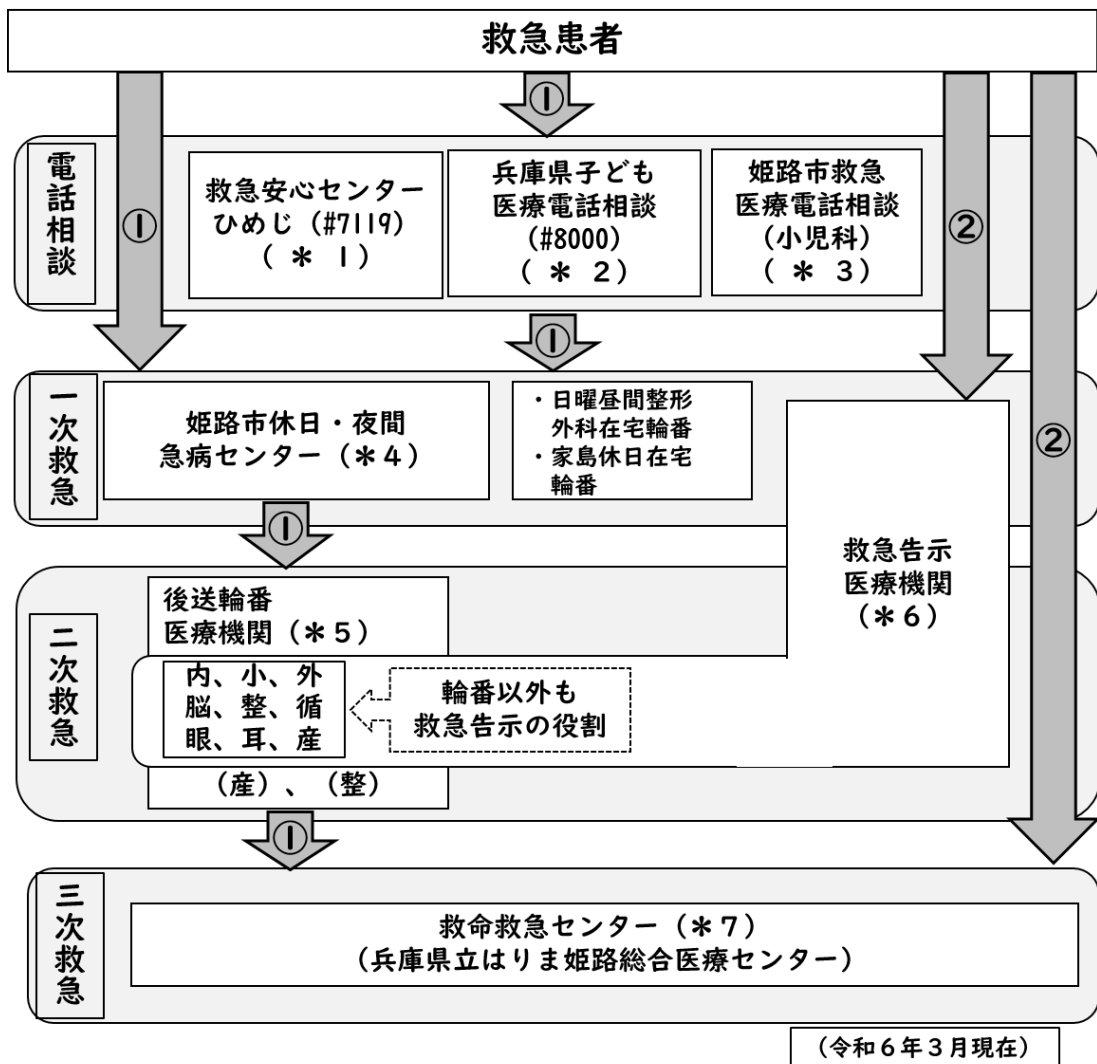 救急患者
①
①
②
②
電話相談
救急安心センター
ひめじ（#7119）
（＊１）
兵庫県子ども
医療電話相談
(#8000)
（＊２）
姫路市救急
医療電話相談
(小児科)
（＊３）
①
一次救急
姫路市休日・夜間
急病センター（＊４）
・日曜昼間整形
外科在宅輪番
・家島休日在宅
輪番
①
救急告示
医療機関
（＊６）
二次救急
後送輪番
医療機関（＊５）
内、小、外
脳、整、循
眼、耳、産
輪番以外も
救急告示の役割
（産）、（整）
①
三次救急
救命救急センター（＊７）
（兵庫県立はりま姫路総合医療センター）
（令和６年３月現在）